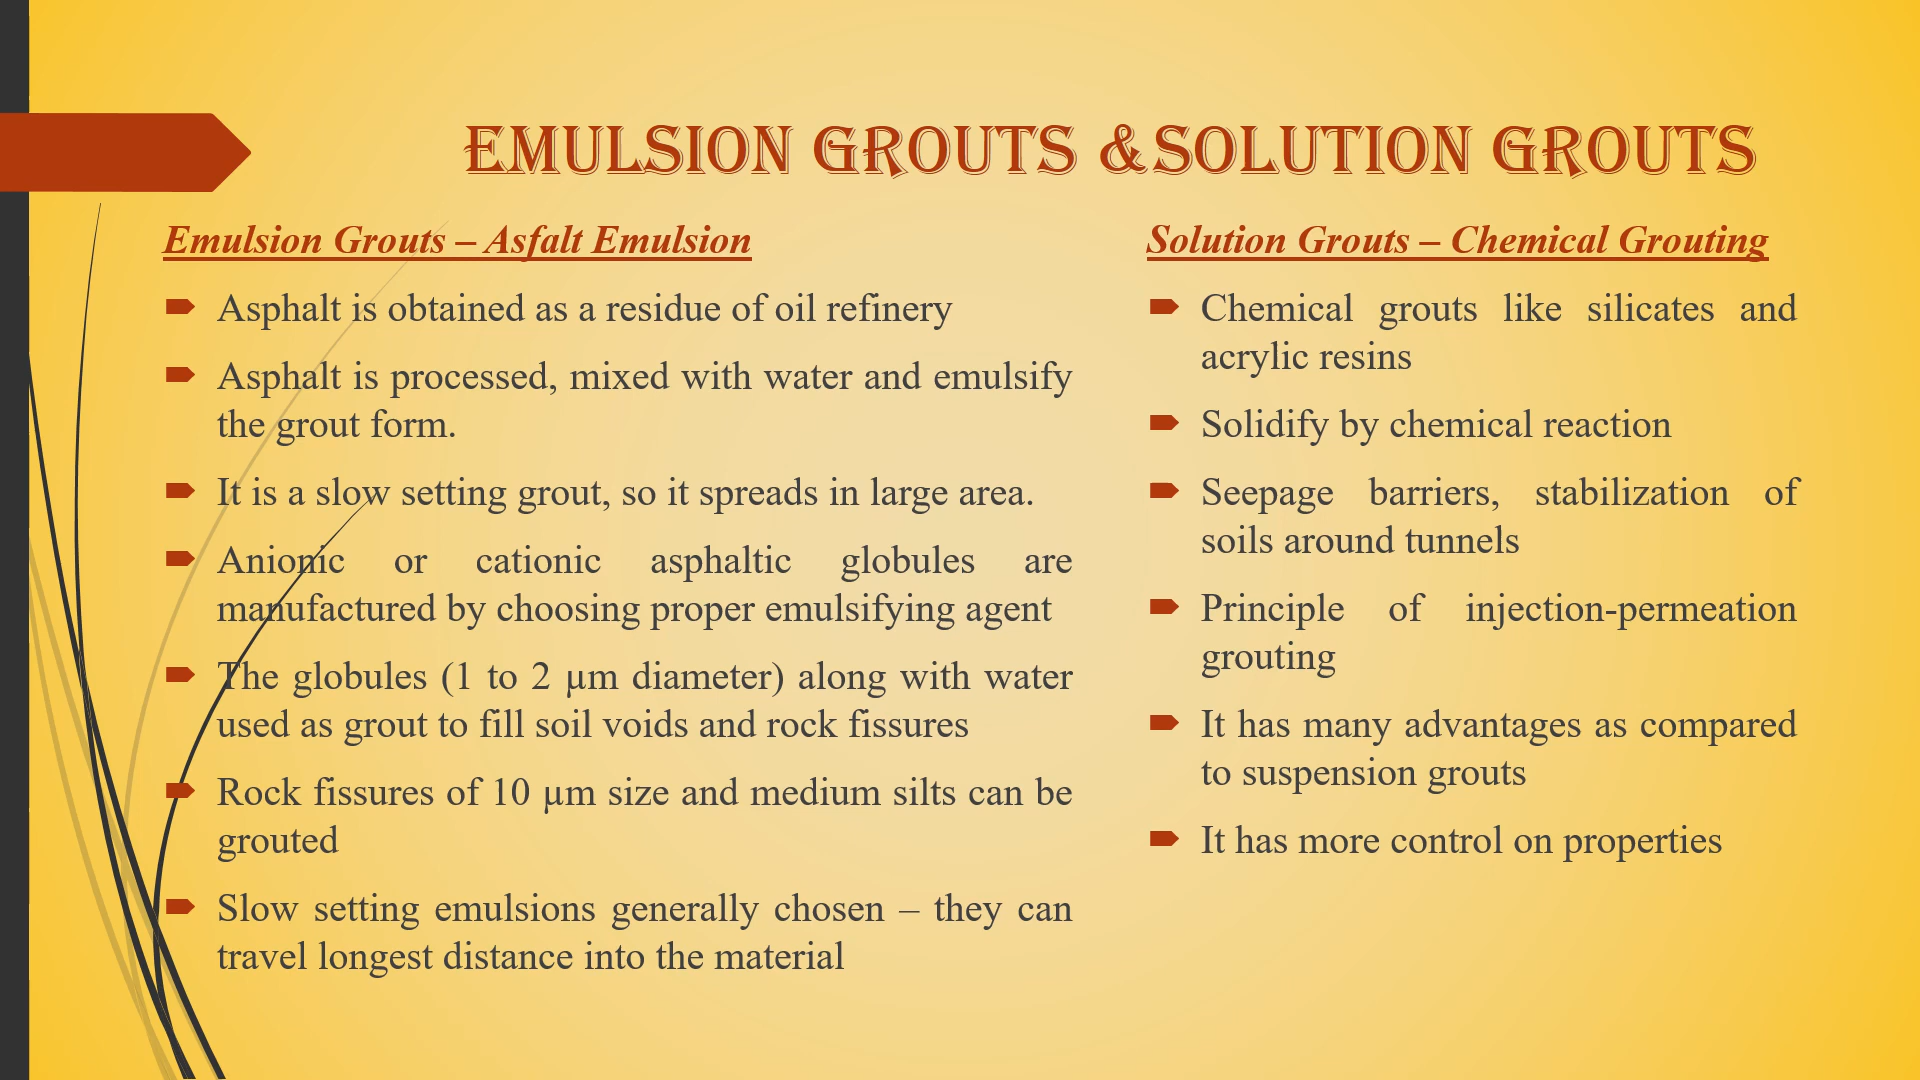 EMULSION GROUTS &SOLUTION GROUTS
Emulsion Grouts – Asfalt Emulsion
Asphalt is obtained as a residue of oil refinery
Asphalt is processed, mixed with water and emulsify
the grout form.
It is a slow setting grout, so it spreads in large area.
Anionic or cationic asphaltic globules are
manufactured by choosing proper emulsifying agent
The globules (1 to 2 µm diameter) along with water
used as grout to fill soil voids and rock fissures
Rock fissures of 10 µm size and medium silts can be
grouted
Slow setting emulsions generally chosen – they can
travel longest distance into the material
Solution Grouts – Chemical Grouting
Chemical grouts like silicates and
acrylic resins
Solidify by chemical reaction
Seepage barriers, stabilization of
soils around tunnels
Principle of injection-permeation
grouting
It has many advantages as compared
to suspension grouts
It has more control on properties